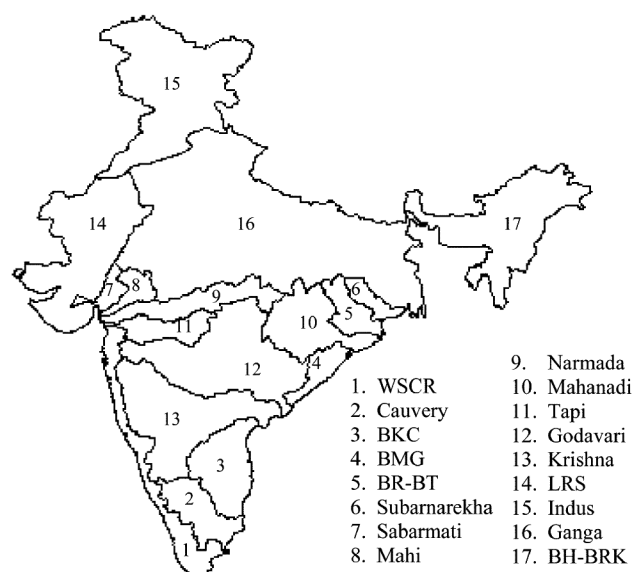 15
14
16
17
7
8
9
6
5
10
11
4
12
13
3
2
1
1. WSCR
2. Cauvery
3. BKC
4. BMG
5. BR-BT
6. Subarnarekha
7. Sabarmati
8. Mahi
9. Narmada
10. Mahanadi
11. Tapi
12. Godavari
13. Krishna
14. LRS
15. Indus
16. Ganga
17. BH-BRK